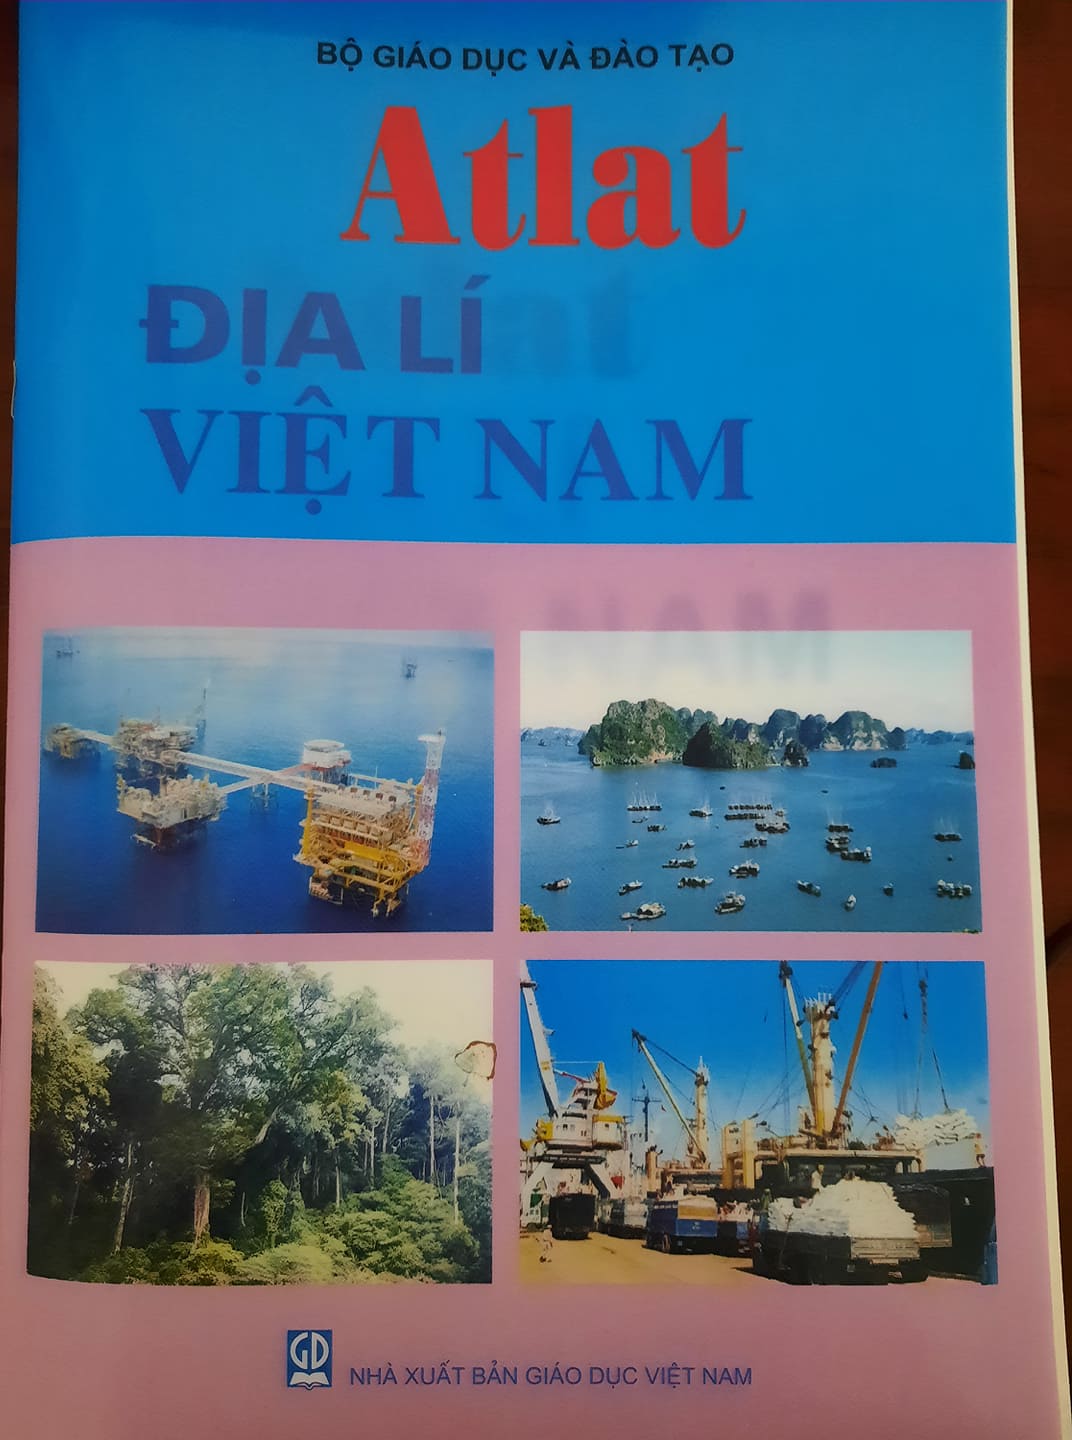 BỘ GIÁO DỤC VÀ ĐÀO TẠO
Atlat
ĐỊA LÍ
VIỆT NAM
GD
NHÀ XUẤT BẢN GIÁO DỤC VIỆT NAM